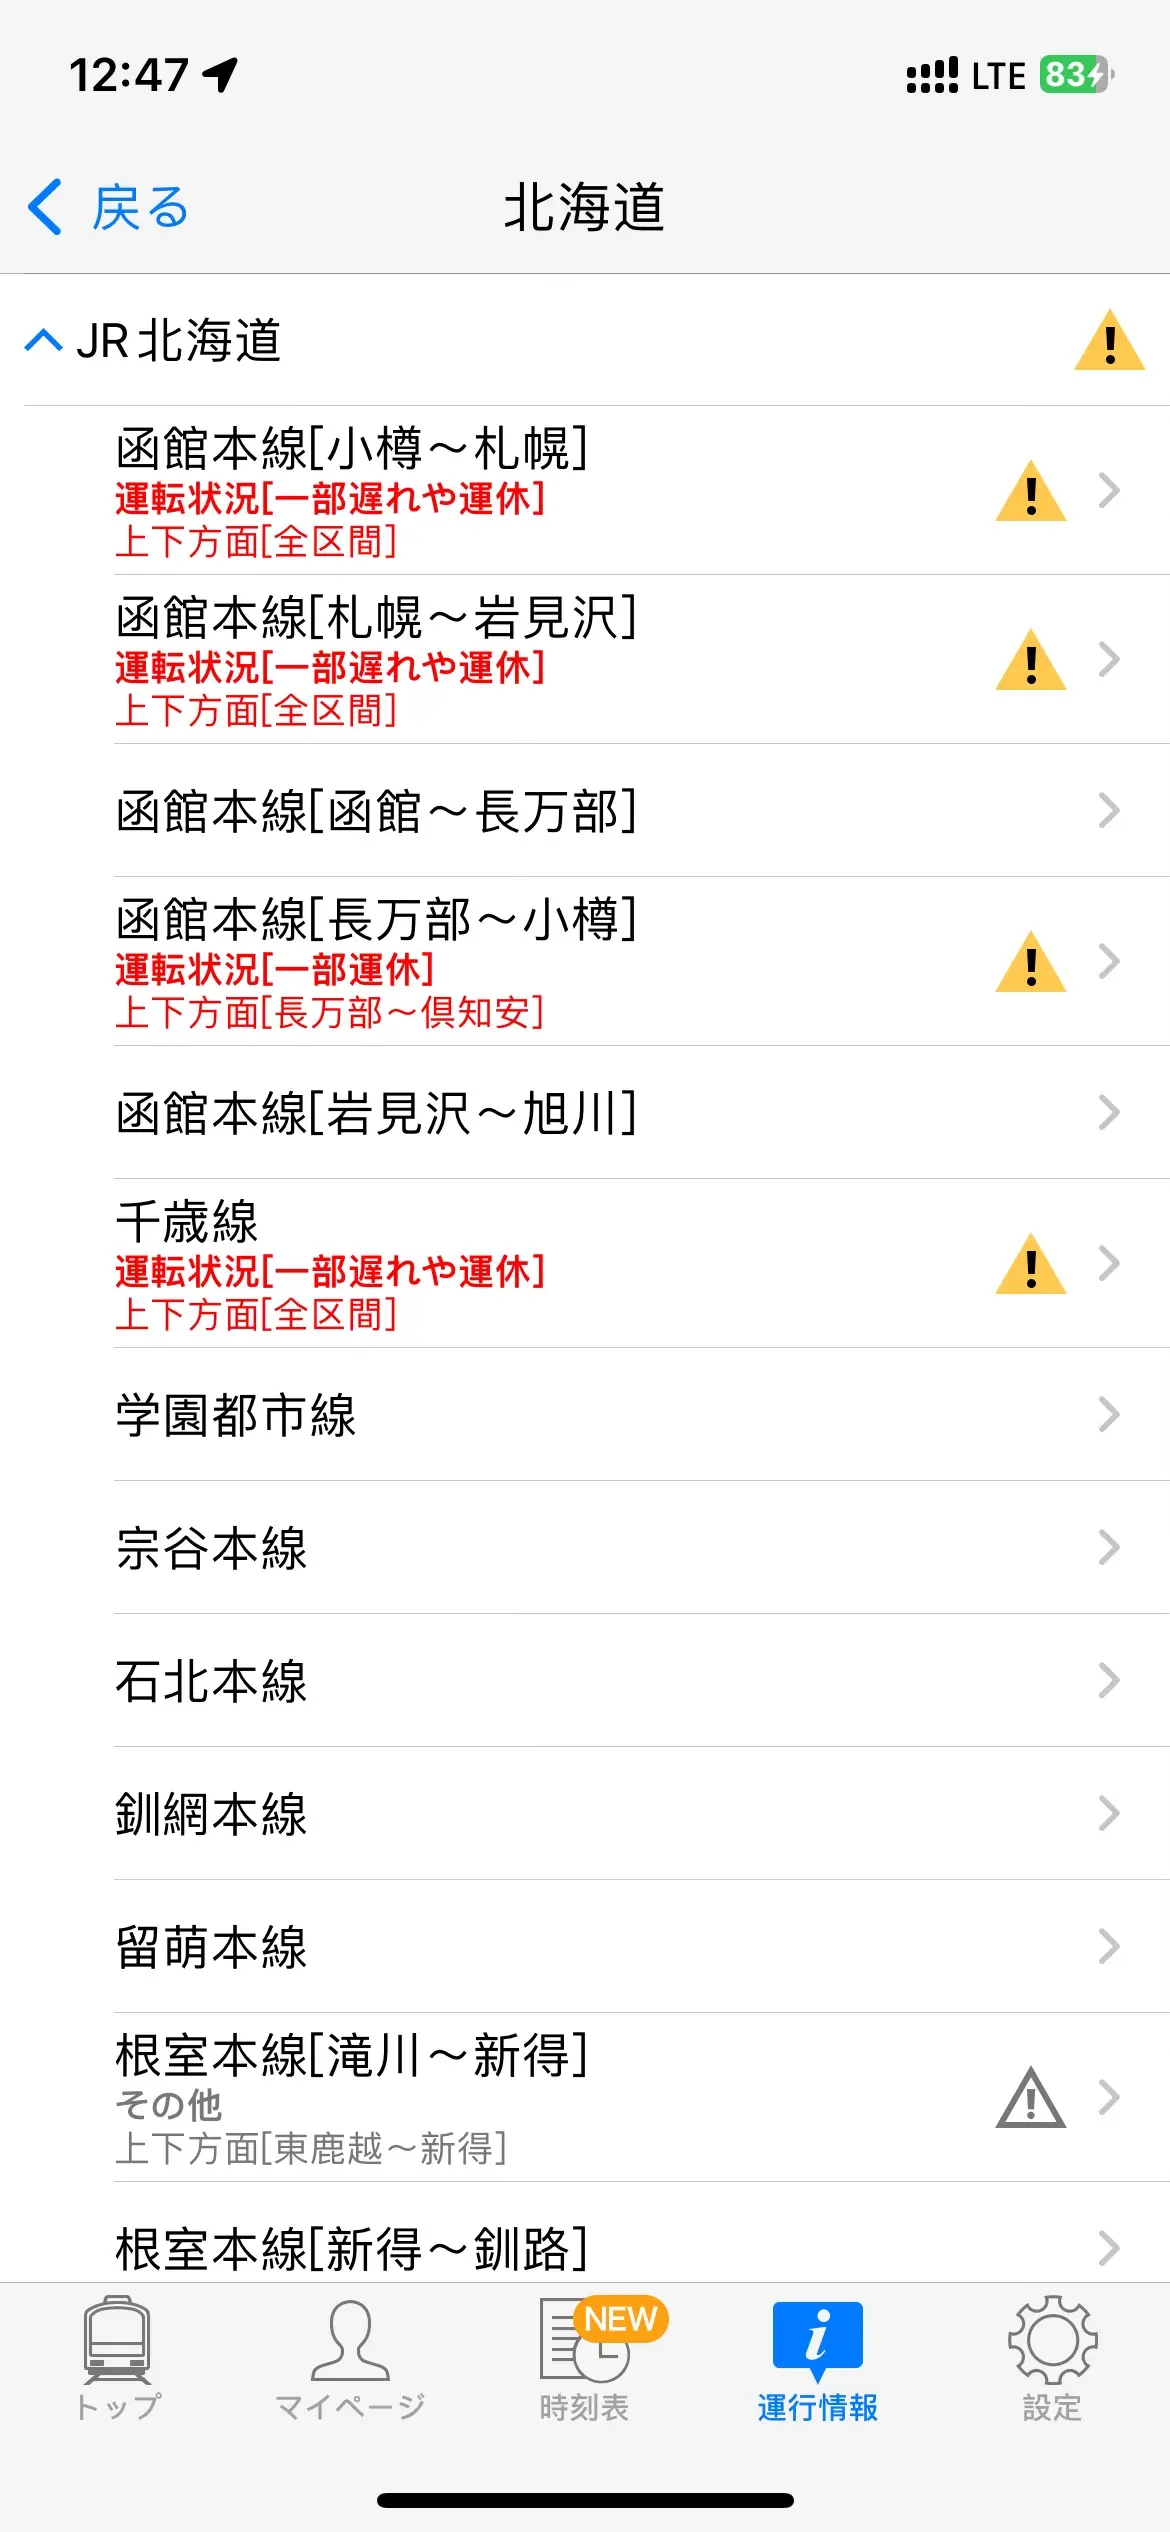 12:47
LTE 83
戻る
北海道
JR北海道
函館本線[小樽～札幌]
運転状況[一部遅れや運休]
上下方面[全区間]
函館本線[札幌～岩見沢]
運転状況[一部遅れや運休]
上下方面[全区間]
函館本線[函館～長万部]
函館本線[長万部～小樽]
運転状況[一部運休]
上下方面[長万部～倶知安]
函館本線[岩見沢～旭川]
千歳線
運転状況[一部遅れや運休]
上下方面[全区間]
学園都市線
宗谷本線
石北本線
釧網本線
留萌本線
根室本線[滝川～新得]
その他
上下方面[東鹿越～新得]
根室本線[新得～釧路]
NEW
トップ
マイページ
時刻表
運行情報
設定